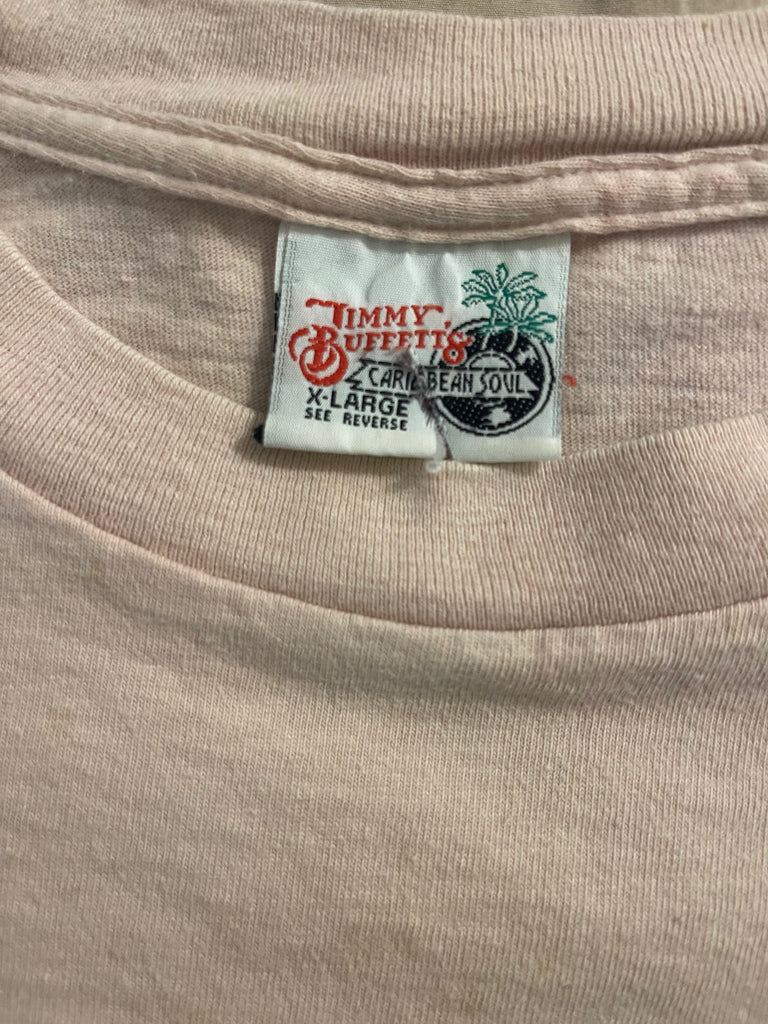 JIMMY
BUFFETT'S
CARIBBEAN SOUL
X-LARGE
SEE REVERSE